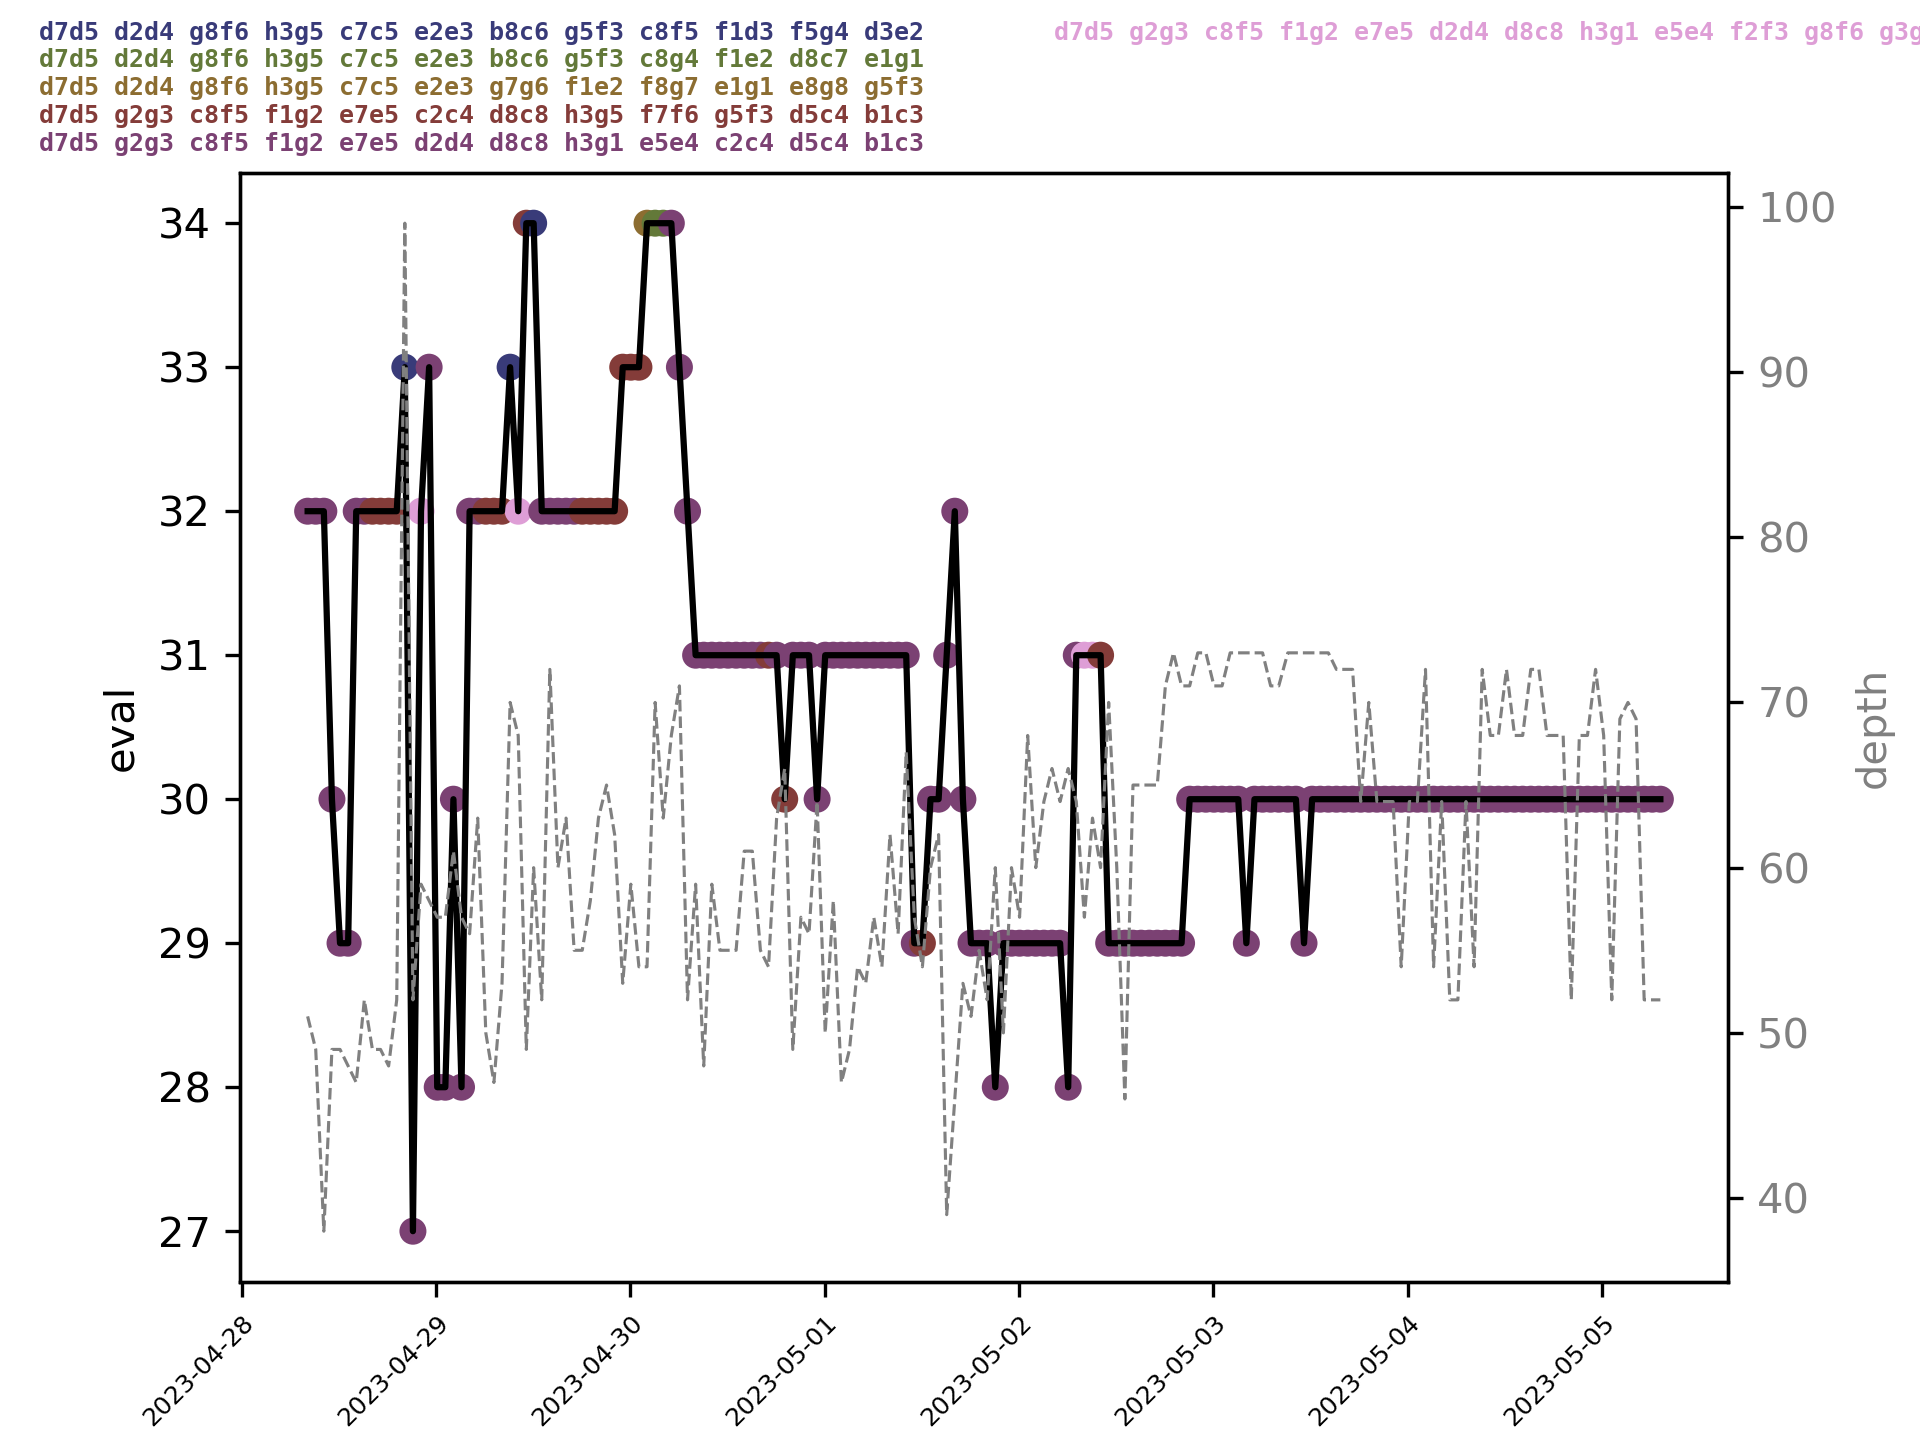 d7d5 d2d4 g8f6 h3g5 c7c5 e2e3 b8c6 g5f3 c8f5 f1d3 f5g4 d3e2
d7d5 d2d4 g8f6 h3g5 c7c5 e2e3 b8c6 g5f3 c8g4 f1e2 d8c7 e1g1
d7d5 d2d4 g8f6 h3g5 c7c5 e2e3 g7g6 f1e2 f8g7 e1g1 e8g8 g5f3
d7d5 g2g3 c8f5 f1g2 e7e5 c2c4 d8c8 h3g5 f7f6 g5f3 d5c4 b1c3
d7d5 g2g3 c8f5 f1g2 e7e5 d2d4 d8c8 h3g1 e5e4 c2c4 d5c4 b1c3
d7d5 g2g3 c8f5 f1g2 e7e5 d2d4 d8c8 h3g1 e5e4 f2f3 g8f6
34
33
32
31
30
29
28
27
eval
100
90
80
70
60
50
40
depth
2023-04-28
2023-04-29
2023-04-30
2023-05-01
2023-05-02
2023-05-03
2023-05-04
2023-05-05